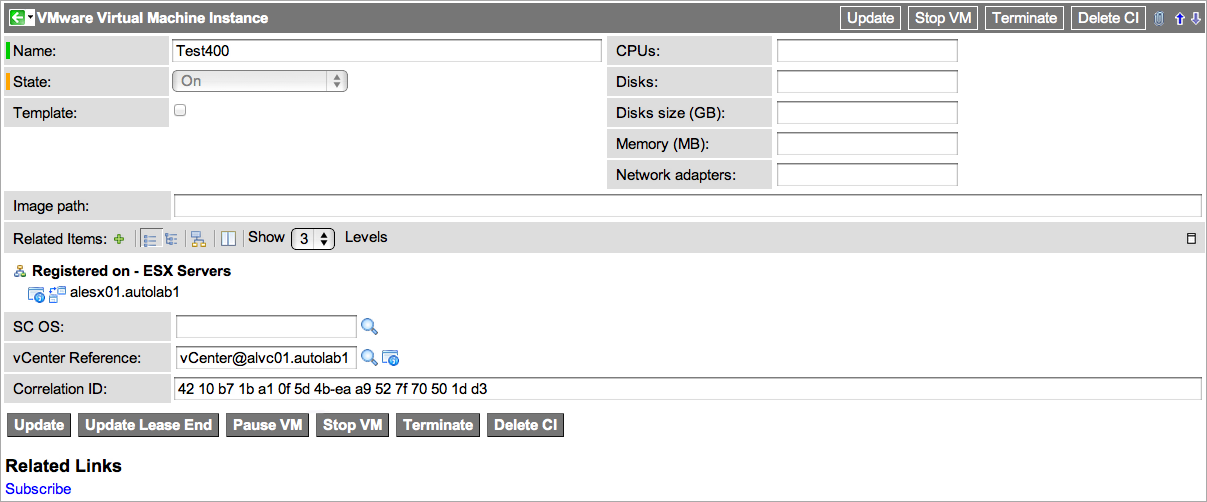 VMware Virtual Machine Instance Update Stop VM Terminate Delete CI
Name: Test400 CPUs:
State: On Disks:
Template: Disks size (GB):
Memory (MB):
Network adapters:
Image path:
Related Items: Show 3 Levels
Registered on - ESX Servers
alesx01.autolab1
SC OS:
vCenter Reference: vCenter@alvc01.autolab1
Correlation ID: 42 10 b7 1b a1 0f 5d 4b-ea a9 52 7f 70 50 1d d3
Update Update Lease End Pause VM Stop VM Terminate Delete CI
Related Links
Subscribe